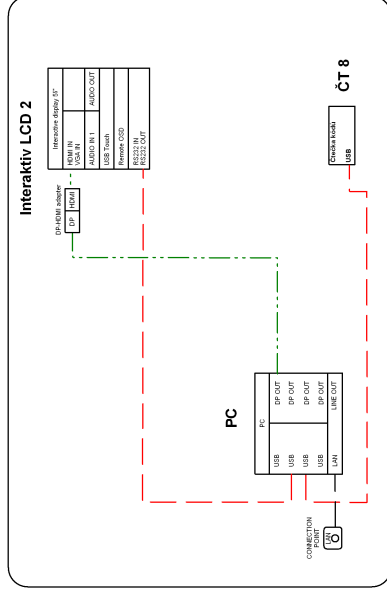 Interaktiv LCD 2
Interactive display 55"
HDMI IN
VGA IN
AUDIO IN 1
AUDIO OUT
USB Touch
Remote OSD
RS232 IN
RS232 OUT
DP-HDMI adapter
DP
HDMI
ČT 8
Čtečka kódu
USB
PC
PC
USB
DP OUT
USB
DP OUT
USB
DP OUT
USB
DP OUT
LAN
LINE OUT
CONNECTION
POINT
LAN